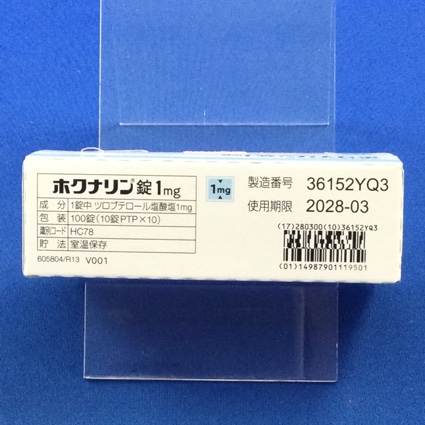 ホクナリン®錠1mg
成分 1錠中 ツロブテロール塩酸塩1mg
包装 100錠(10錠PTP×10)
識別コード HC78
貯法 室温保存
605804/R13 V001
1mg
製造番号 36152YQ3
使用期限 2028-03
(17)280300(10)36152YQ3
(01)14987901119501